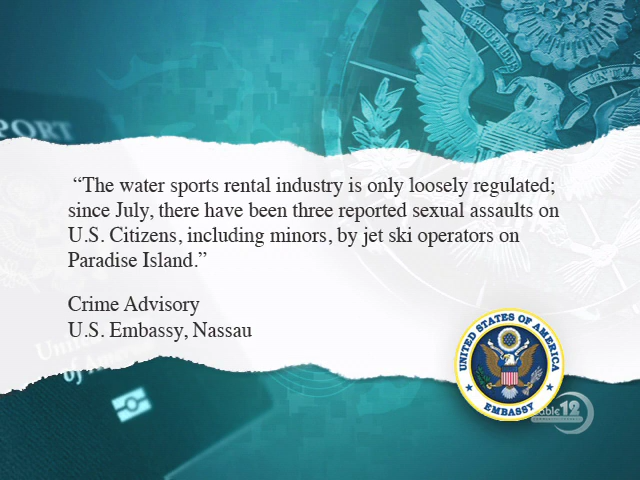 PORT
“The water sports rental industry is only loosely regulated;
since July, there have been three reported sexual assaults on
U.S. Citizens, including minors, by jet ski operators on
Paradise Island.”
Crime Advisory
U.S. Embassy, Nassau
UNITED STATES OF AMERICA
EMBASSY
12